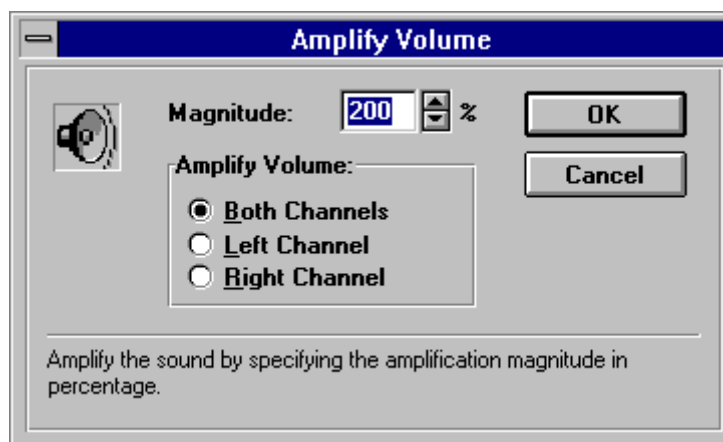 Amplify Volume
Magnitude: 200 % OK
Amplify Volume: Cancel
Both Channels
Left Channel
Right Channel
Amplify the sound by specifying the amplification magnitude in
percentage.